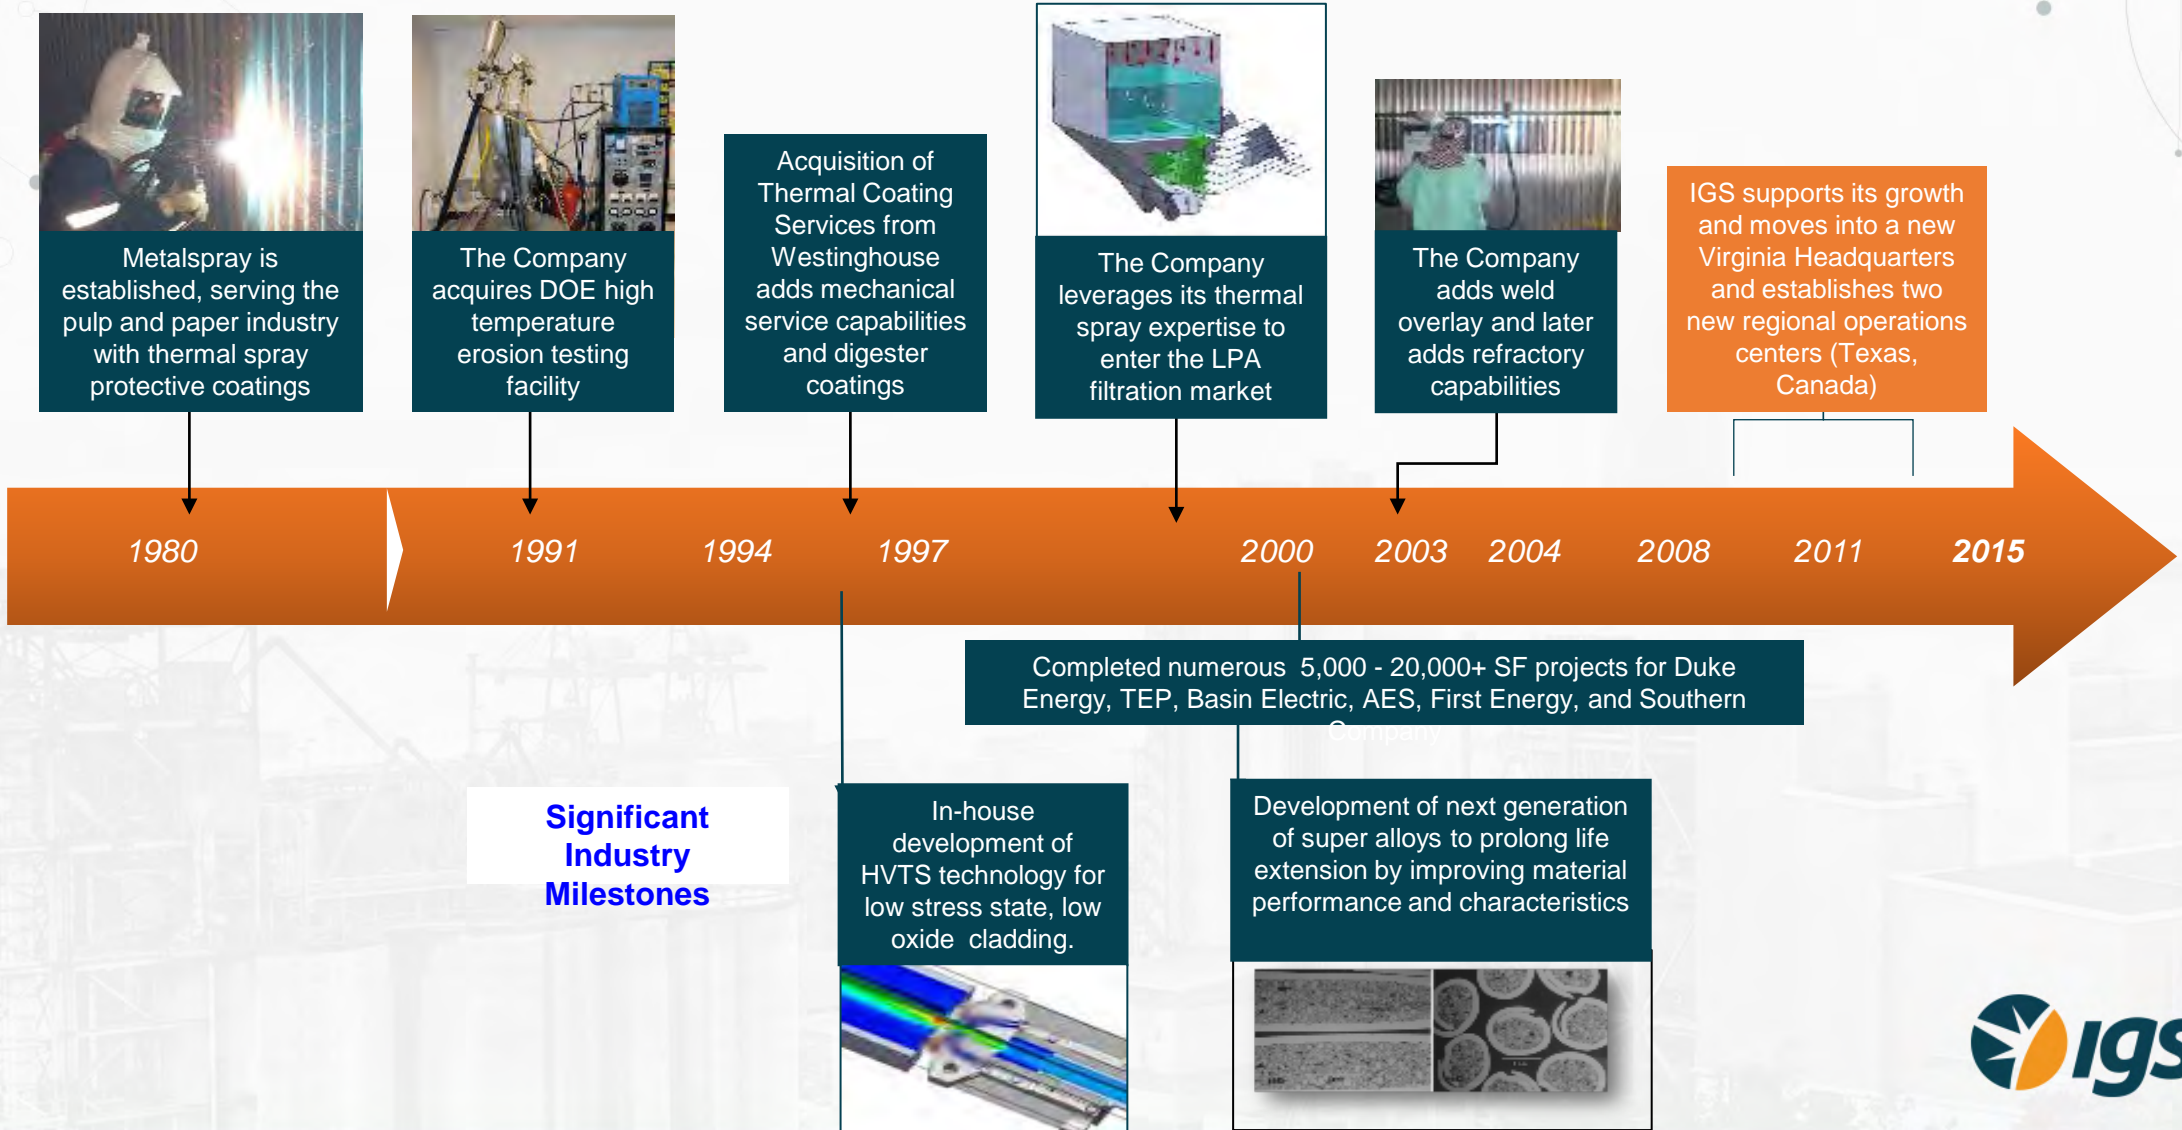 Metalspray is
established, serving the
pulp and paper industry
with thermal spray
protective coatings
The Company
acquires DOE high
temperature
erosion testing
facility
Acquisition of
Thermal Coating
Services from
Westinghouse
adds mechanical
service capabilities
and digester
coatings
The Company
leverages its thermal
spray expertise to
enter the LPA
filtration market
The Company
adds weld
overlay and later
adds refractory
capabilities
IGS supports its growth
and moves into a new
Virginia Headquarters
and establishes two
new regional operations
centers (Texas,
Canada)
1980 1991 1994 1997 2000 2003 2004 2008 2011 2015
Completed numerous 5,000 - 20,000+ SF projects for Duke
Energy, TEP, Basin Electric, AES, First Energy, and Southern
Company
Significant
Industry
Milestones
In-house
development of
HVTS technology for
low stress state, low
oxide cladding.
Development of next generation
of super alloys to prolong life
extension by improving material
performance and characteristics
igs